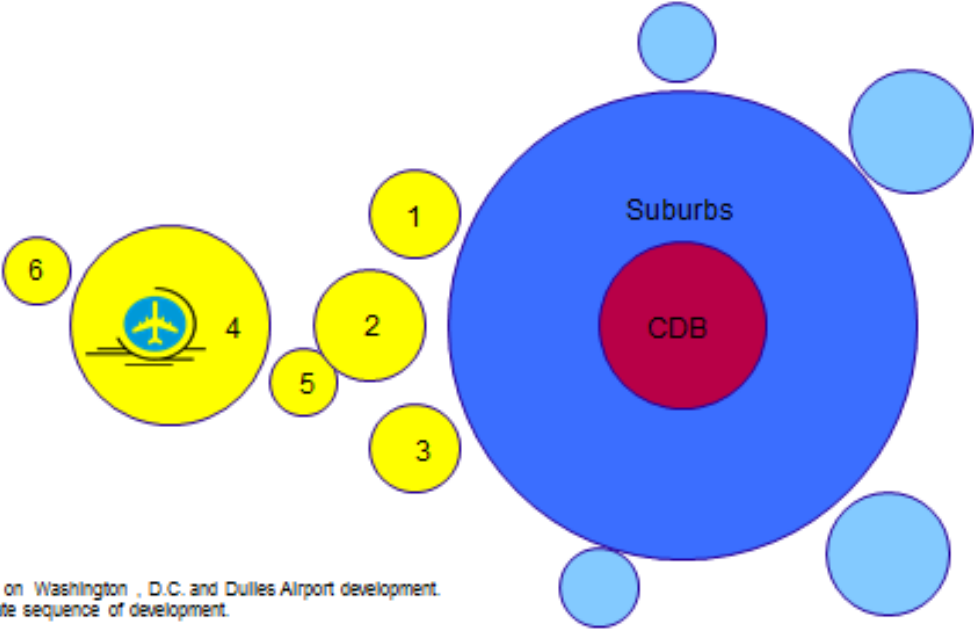 1
Suburbs
6
4
2
CDB
5
3
on Washington , D.C. and Dulles Airport development.
sequence of development.